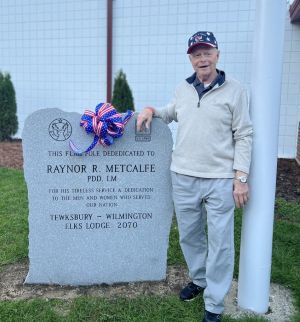 THIS FLAG POLE DEDEDICATED TO
RAYNOR R. METCALFE
PDD, LM
FOR HIS TIRELESS SERVICE & DEDICATION
TO THE MEN AND WOMEN WHO SERVED
OUR NATION
TEWKSBURY - WILMINGTON
ELKS LODGE 2070